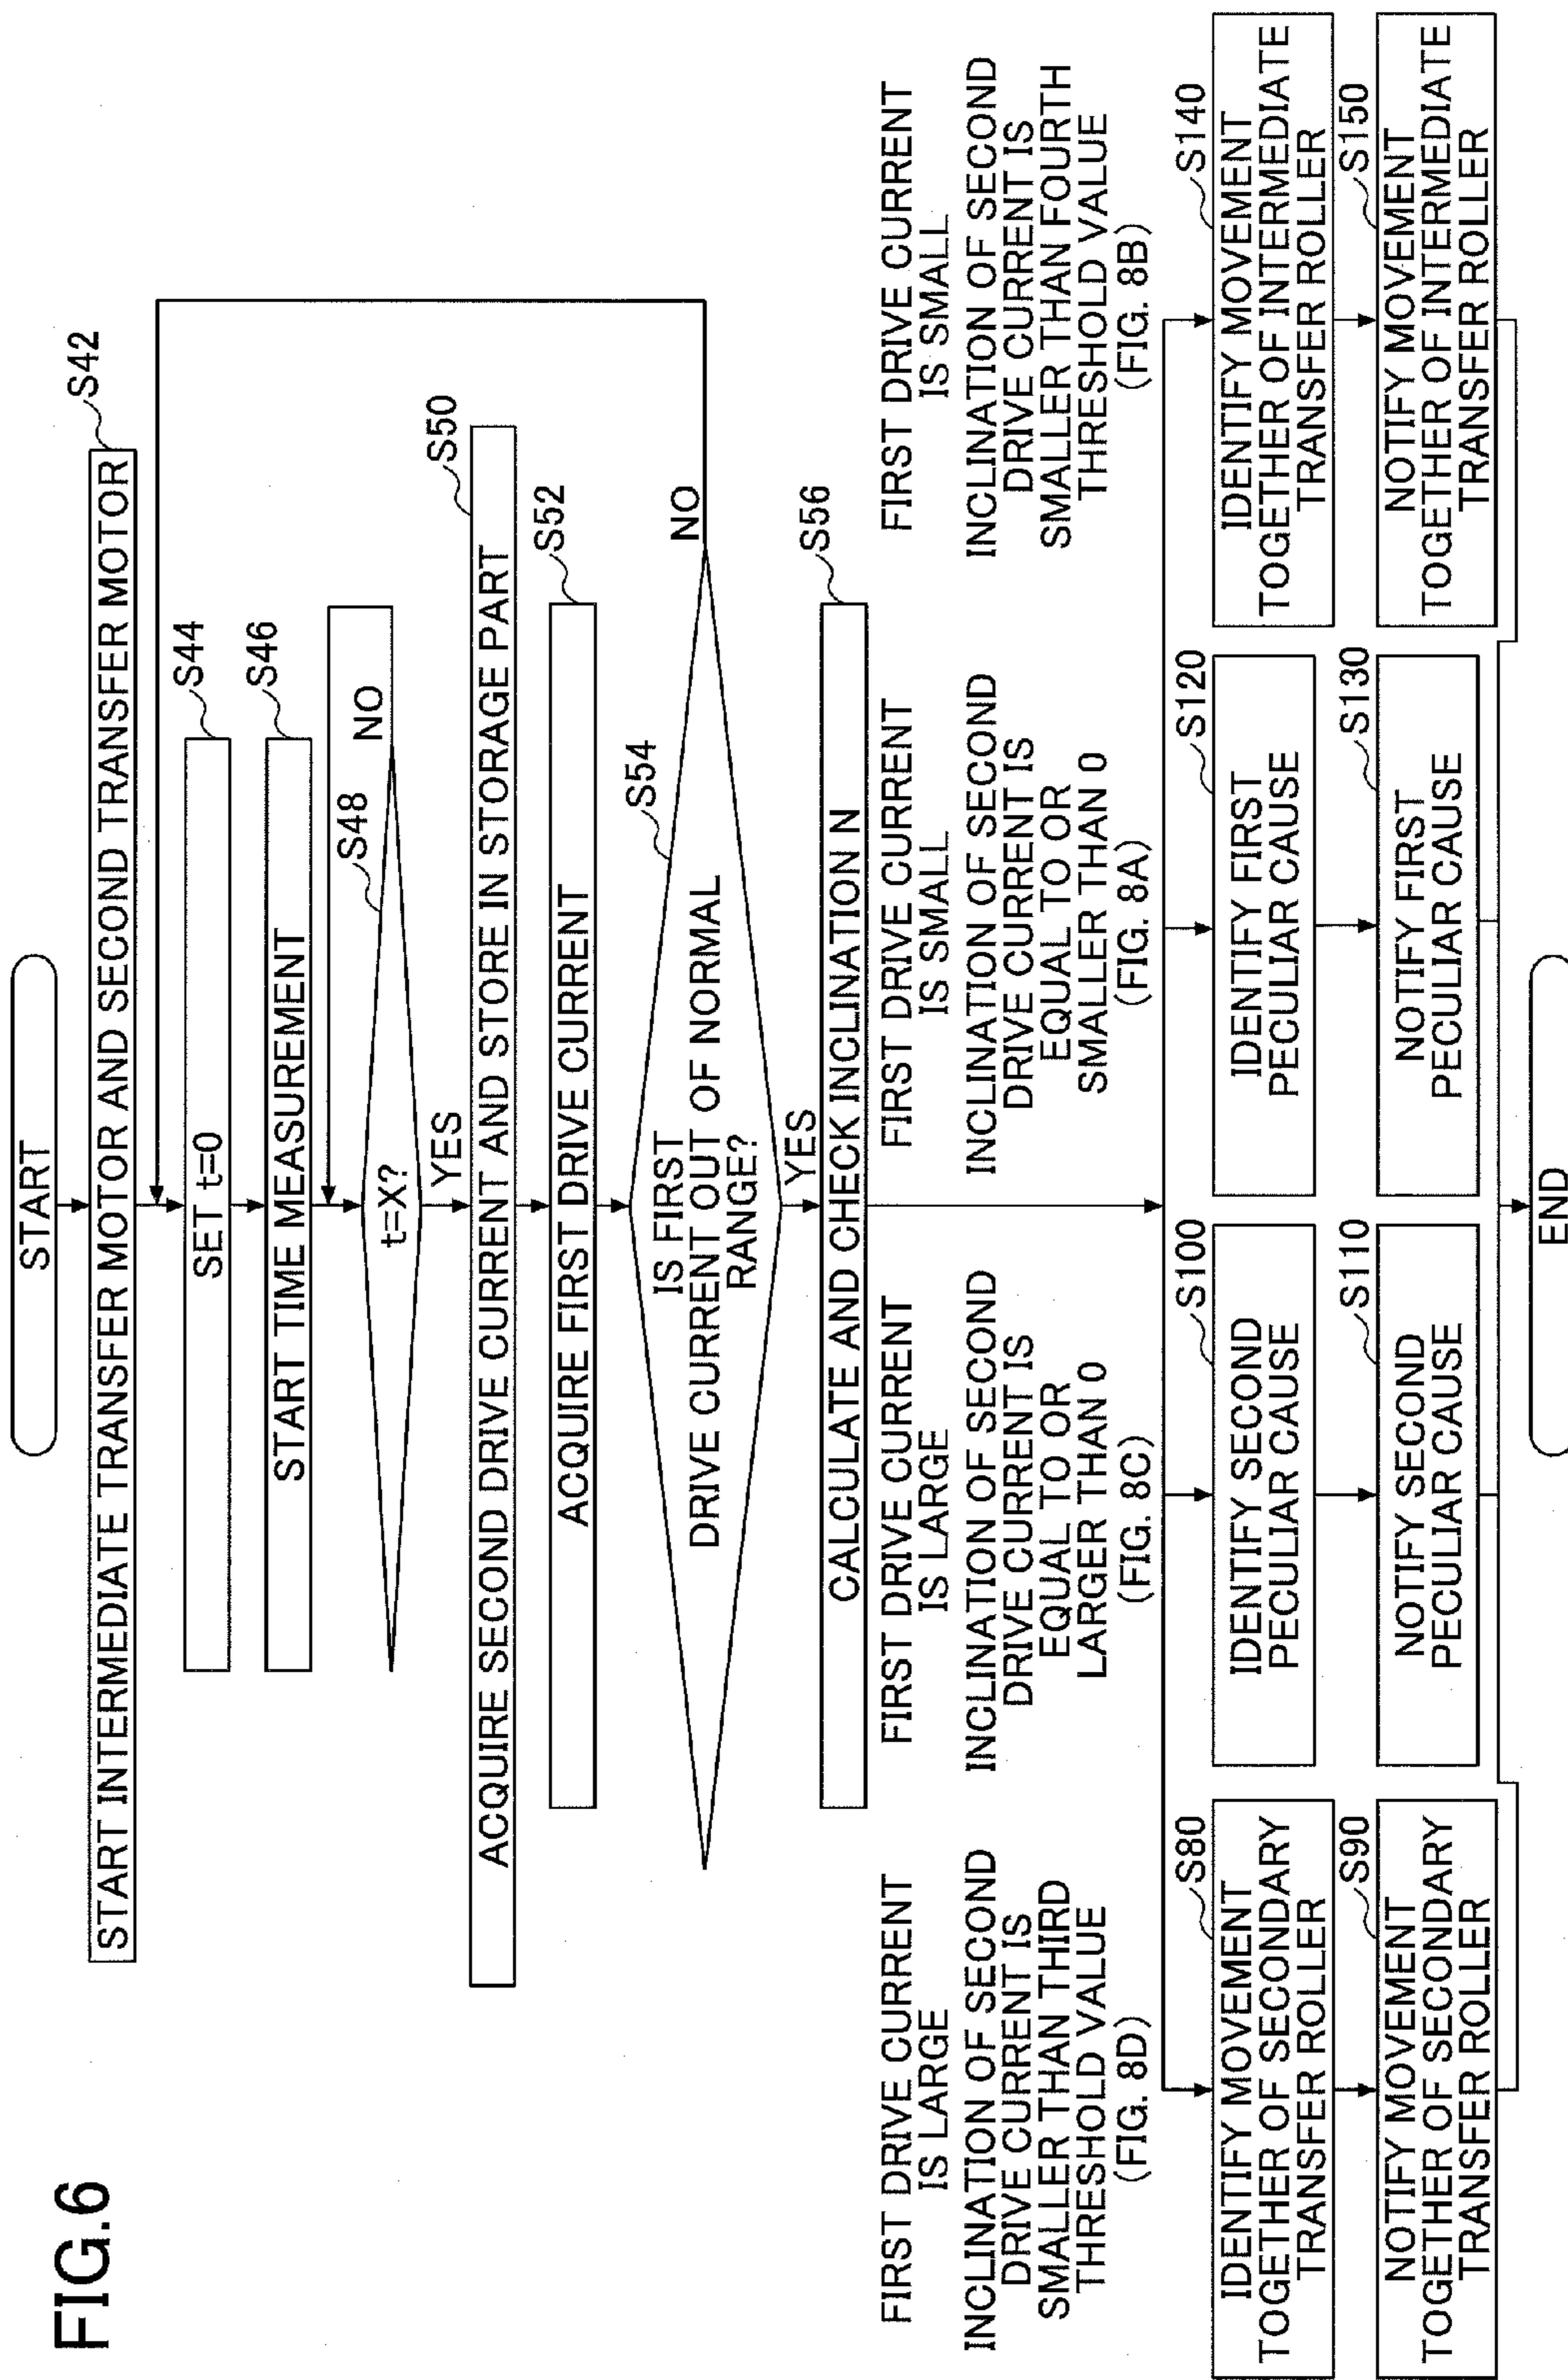 FIG.6
START
START INTERMEDIATE TRANSFER MOTOR AND SECOND TRANSFER MOTOR
S42
SET t=0
S44
START TIME MEASUREMENT
S46
t=X?
S48
NO
YES
ACQUIRE SECOND DRIVE CURRENT AND STORE IN STORAGE PART
S50
ACQUIRE FIRST DRIVE CURRENT
S52
IS FIRST
DRIVE CURRENT OUT OF NORMAL
RANGE?
S54
NO
YES
CALCULATE AND CHECK INCLINATION N
S56
FIRST DRIVE CURRENT
IS LARGE
INCLINATION OF SECOND
DRIVE CURRENT IS
SMALLER THAN THIRD
THRESHOLD VALUE
(FIG. 8D)
FIRST DRIVE CURRENT
IS LARGE
INCLINATION OF SECOND
DRIVE CURRENT IS
EQUAL TO OR
LARGER THAN 0
(FIG. 8C)
FIRST DRIVE CURRENT
IS SMALL
INCLINATION OF SECOND
DRIVE CURRENT IS
EQUAL TO OR
SMALLER THAN 0
(FIG. 8A)
FIRST DRIVE CURRENT
IS SMALL
INCLINATION OF SECOND
DRIVE CURRENT IS
SMALLER THAN FOURTH
THRESHOLD VALUE
(FIG. 8B)
S80
IDENTIFY MOVEMENT
TOGETHER OF SECONDARY
TRANSFER ROLLER
S100
IDENTIFY SECOND
PECULIAR CAUSE
S120
IDENTIFY FIRST
PECULIAR CAUSE
S140
IDENTIFY MOVEMENT
TOGETHER OF INTERMEDIATE
TRANSFER ROLLER
S90
NOTIFY MOVEMENT
TOGETHER OF SECONDARY
TRANSFER ROLLER
S110
NOTIFY SECOND
PECULIAR CAUSE
S130
NOTIFY FIRST
PECULIAR CAUSE
S150
NOTIFY MOVEMENT
TOGETHER OF INTERMEDIATE
TRANSFER ROLLER
END